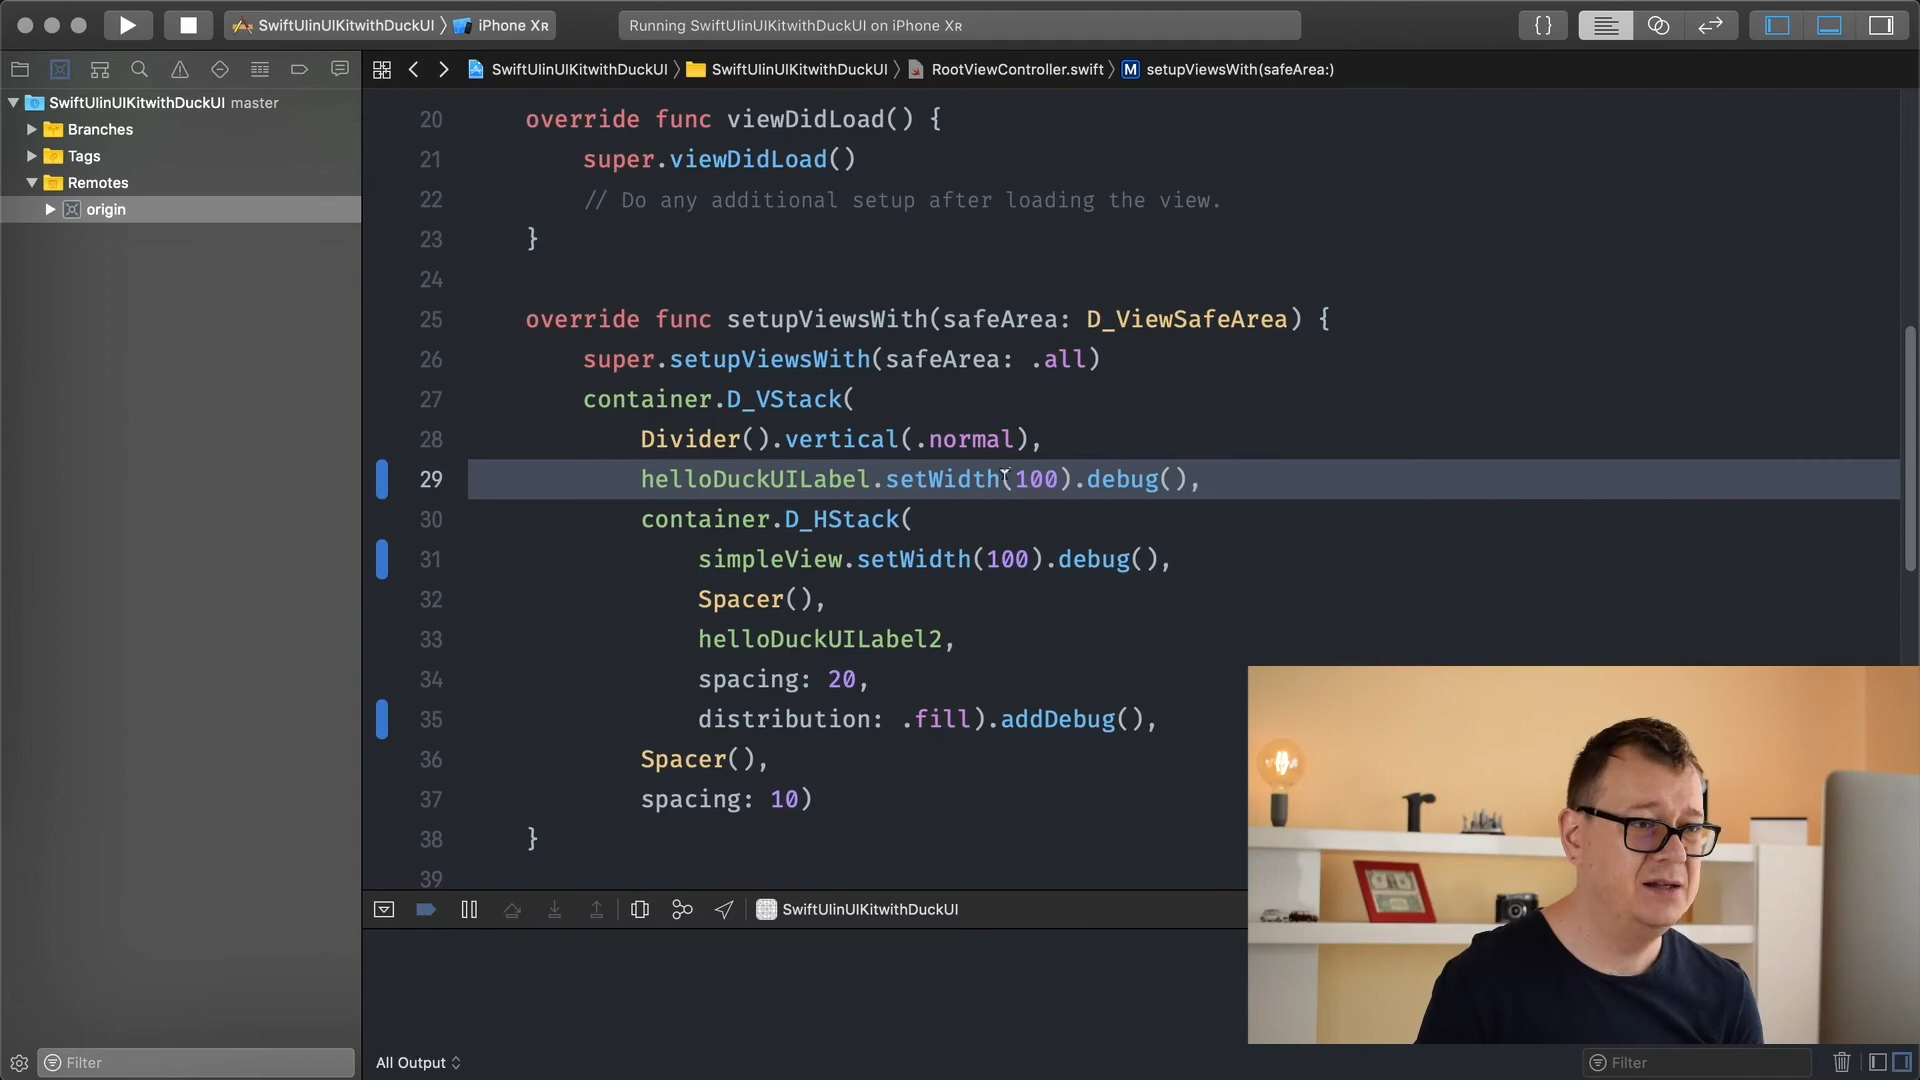 SwiftUIinUIKitwithDuckUI 〉 iPhone Xʀ
Running SwiftUIinUIKitwithDuckUI on iPhone Xʀ
{ }
SwiftUIinUIKitwithDuckUI 〉 SwiftUIinUIKitwithDuckUI 〉 RootViewController.swift 〉 M setupViewsWith(safeArea:)
SwiftUIinUIKitwithDuckUI master
Branches
Tags
Remotes
origin
20 override func viewDidLoad() {
21 super.viewDidLoad()
22 // Do any additional setup after loading the view.
23 }
24
25 override func setupViewsWith(safeArea: D_ViewSafeArea) {
26 super.setupViewsWith(safeArea: .all)
27 container.D_VStack(
28 Divider().vertical(.normal),
29 helloDuckUILabel.setWidth(100).debug(),
30 container.D_HStack(
31 simpleView.setWidth(100).debug(),
32 Spacer(),
33 helloDuckUILabel2,
34 spacing: 20,
35 distribution: .fill).addDebug(),
36 Spacer(),
37 spacing: 10)
38 }
39
SwiftUIinUIKitwithDuckUI
Filter
All Output
Filter